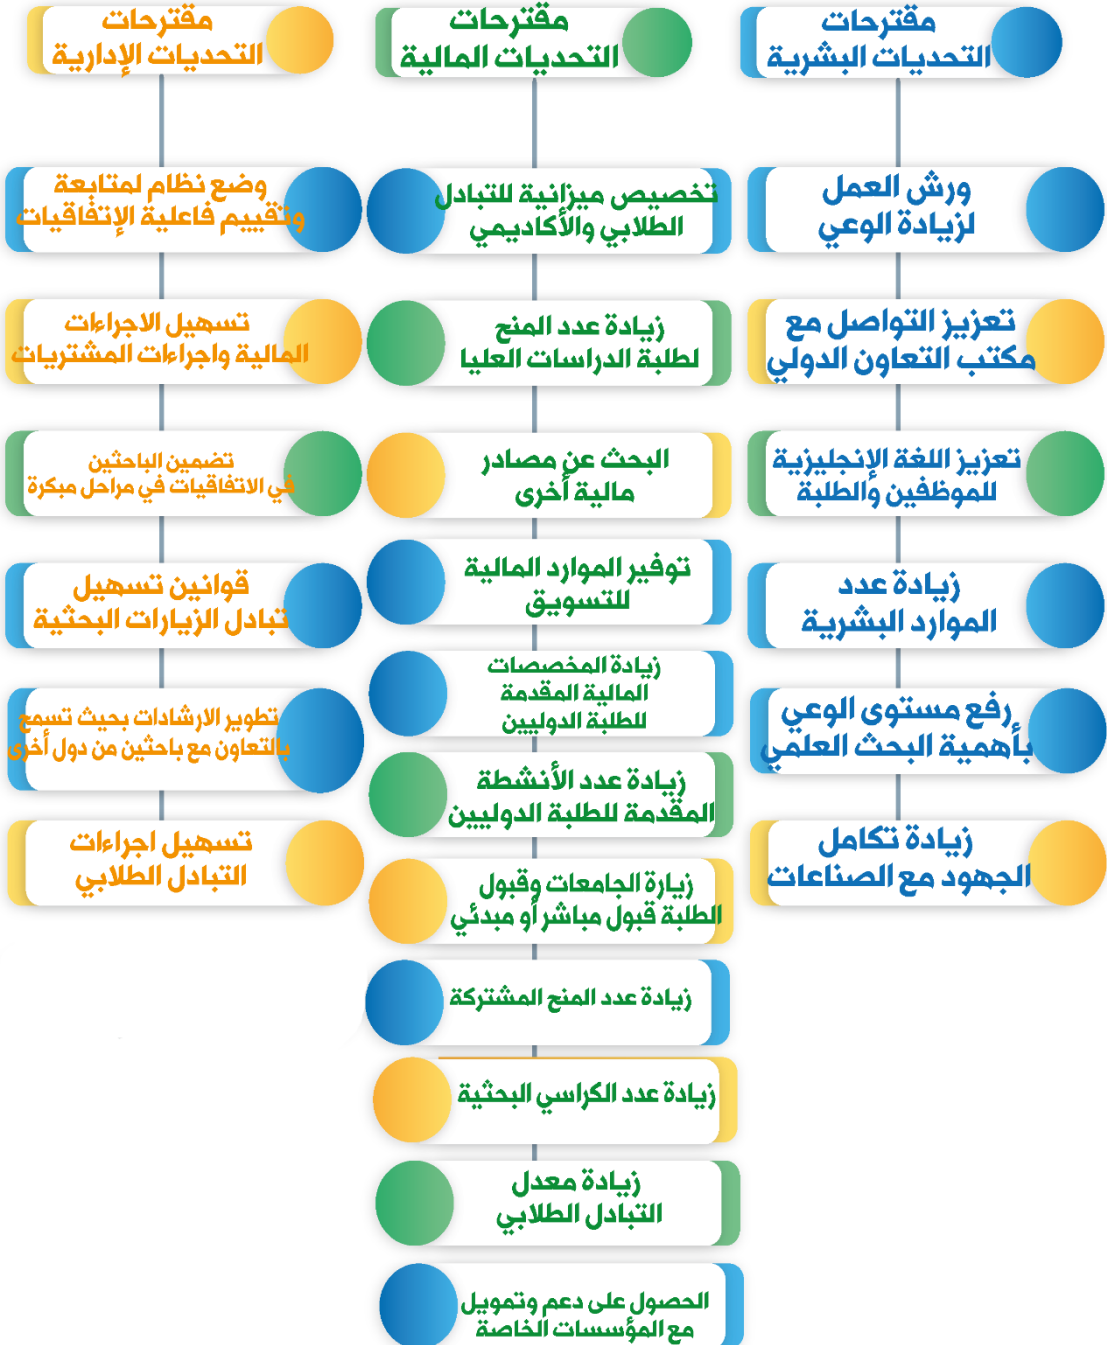 مقترحات
التحديات البشرية
ورش العمل
لزيادة الوعي
تعزيز التواصل مع
مكتب التعاون الدولي
تعزيز اللغة الإنجليزية
للموظفين والطلبة
زيادة عدد
الموارد البشرية
رفع مستوى الوعي
بأهمية البحث العلمي
زيادة تكامل
الجهود مع الصناعات
مقترحات
التحديات المالية
تخصيص ميزانية للتبادل
الطلابي والأكاديمي
زيادة عدد المنح
لطلبة الدراسات العليا
البحث عن مصادر
مالية أخرى
توفير الموارد المالية
للتسويق
زيادة المخصصات
المالية المقدمة
للطلبة الدوليين
زيادة عدد الأنشطة
المقدمة للطلبة الدوليين
زيارة الجامعات وقبول
الطلبة قبول مباشر أو مبدئي
زيادة عدد المنح المشتركة
زيادة عدد الكراسي البحثية
زيادة معدل
التبادل الطلابي
الحصول على دعم وتمويل
مع المؤسسات الخاصة
مقترحات
التحديات الإدارية
وضع نظام لمتابعة
وتقييم فاعلية الإتفاقيات
تسهيل الاجراءات
المالية واجراءات المشتريات
تضمين الباحثين
في الاتفاقيات في مراحل مبكرة
قوانين تسهيل
تبادل الزيارات البحثية
تطوير الارشادات بحيث تسمح
بالتعاون مع باحثين من دول أخرى
تسهيل اجراءات
التبادل الطلابي